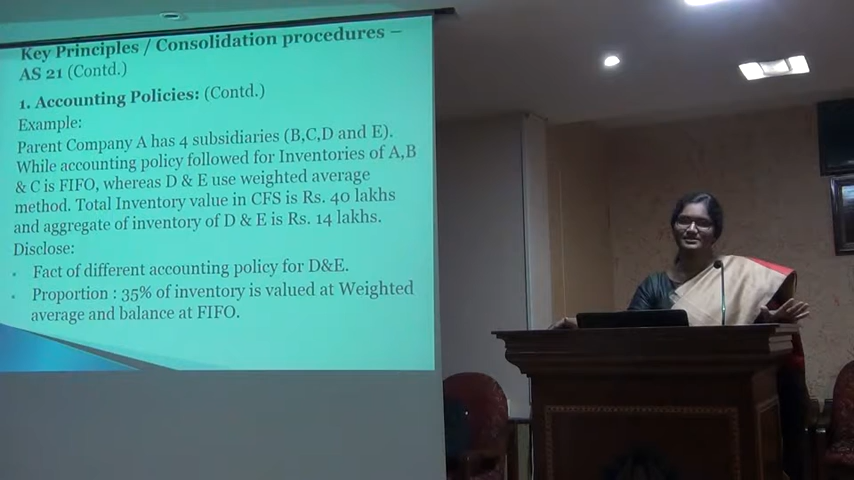 Key Principles / Consolidation procedures –
AS 21 (Contd.)
1. Accounting Policies: (Contd.)
Example:
Parent Company A has 4 subsidiaries (B,C,D and E).
While accounting policy followed for Inventories of A,B
& C is FIFO, whereas D & E use weighted average
method. Total Inventory value in CFS is Rs. 40 lakhs
and aggregate of inventory of D & E is Rs. 14 lakhs.
Disclose:
• Fact of different accounting policy for D&E.
• Proportion : 35% of inventory is valued at Weighted
average and balance at FIFO.